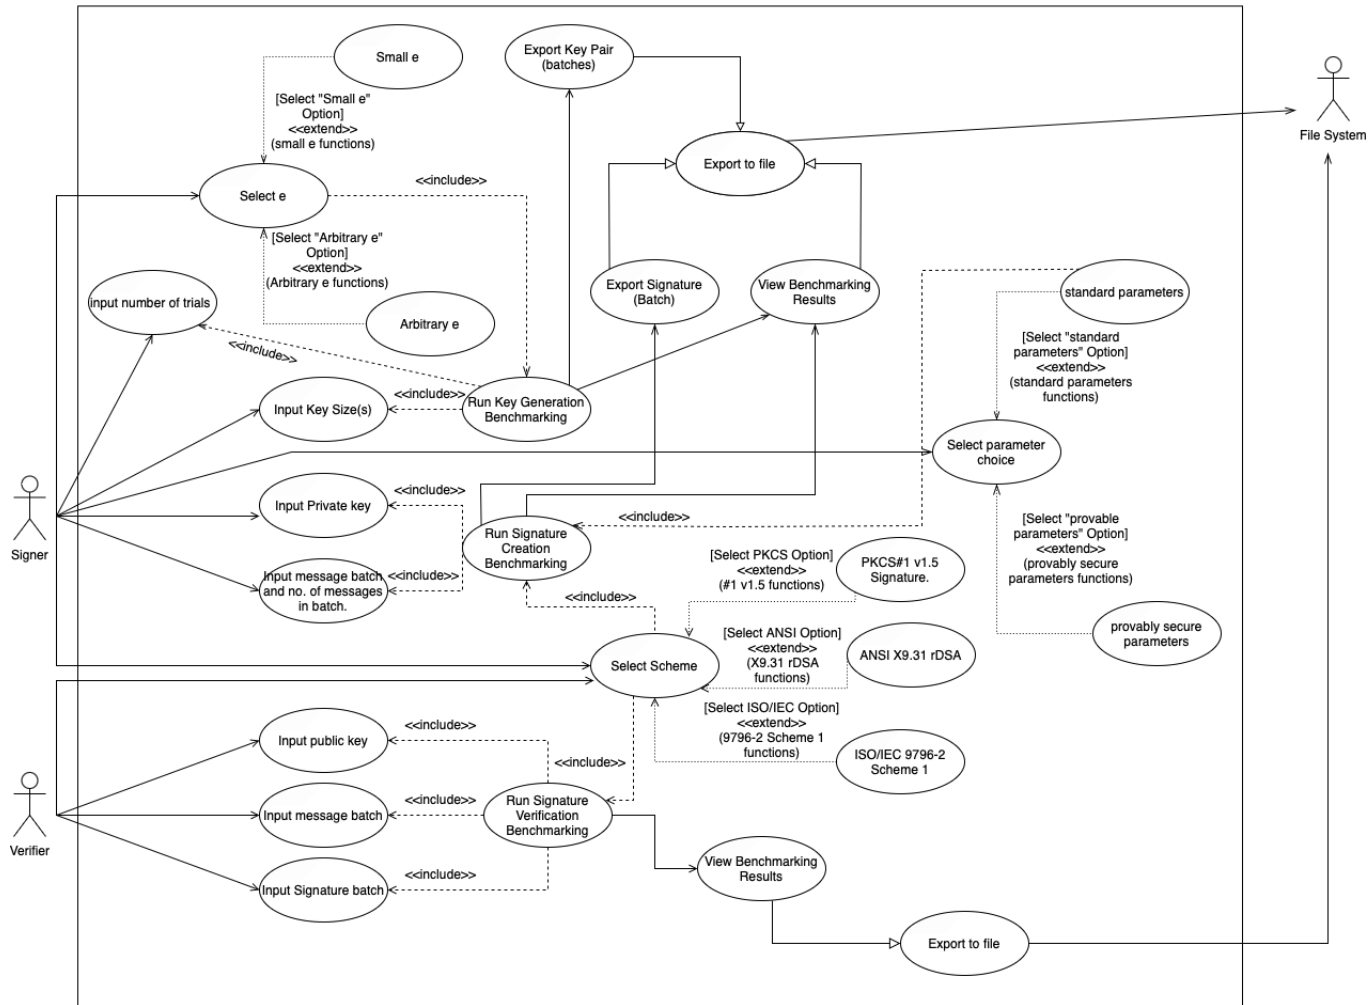 Small e
Export Key Pair
(batches)
[Select "Small e"
Option]
<<extend>>
(small e functions)
File System
Export to file
Select e
<<include>>
[Select "Arbitrary e"
Option]
<<extend>>
(Arbitrary e functions)
input number of trials
Export Signature
(Batch)
View Benchmarking
Results
standard parameters
Arbitrary e
<<include>>
[Select "standard
parameters" Option]
<<extend>>
(standard parameters
functions)
Input Key Size(s)
<<include>>
Run Key Generation
Benchmarking
Select parameter
choice
Signer
Input Private key
<<include>>
<<include>>
Run Signature
Creation
Benchmarking
[Select "provable
parameters" Option]
<<extend>>
(provably secure
parameters functions)
Input message batch
and no. of messages
in batch.
<<include>>
[Select PKCS Option]
<<extend>>
(#1 v1.5 functions)
PKCS#1 v1.5
Signature.
<<include>>
provably secure
parameters
Select Scheme
[Select ANSI Option]
<<extend>>
(X9.31 rDSA
functions)
ANSI X9.31 rDSA
[Select ISO/IEC Option]
<<extend>>
(9796-2 Scheme 1
functions)
ISO/IEC 9796-2
Scheme 1
Input public key
<<include>>
<<include>>
Verifier
Input message batch
<<include>>
Run Signature
Verification
Benchmarking
Input Signature batch
<<include>>
View Benchmarking
Results
Export to file